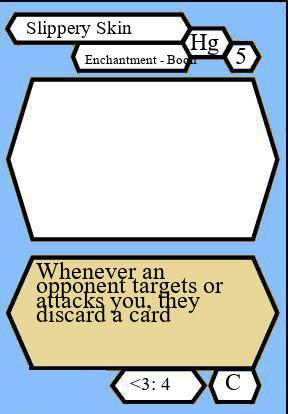 Slippery Skin
Hg
Enchantment - Boon
5
Whenever an
opponent targets or
attacks you, they
discard a card
<3: 4
C